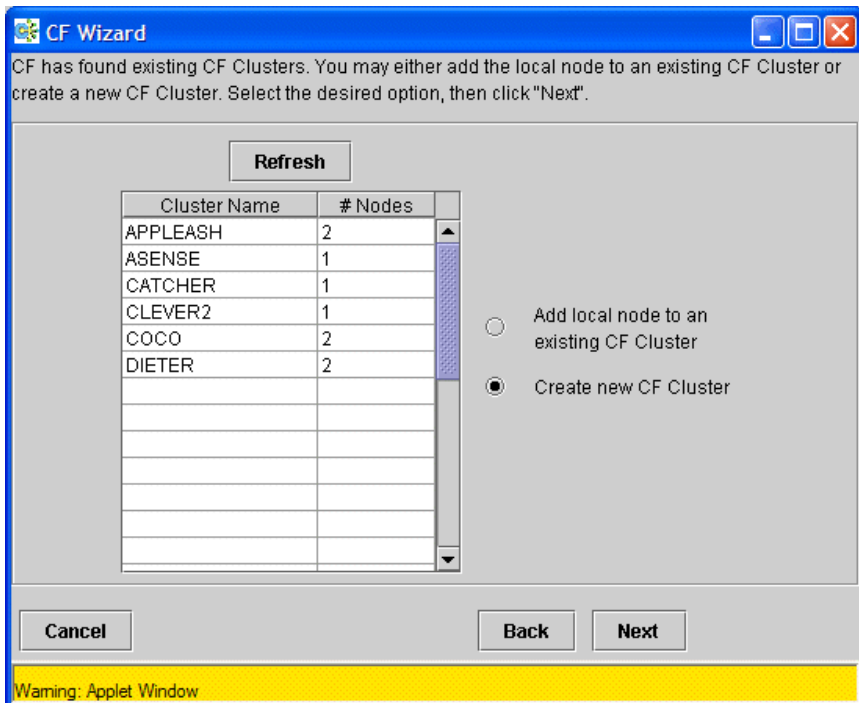 CF Wizard
CF has found existing CF Clusters. You may either add the local node to an existing CF Cluster or
create a new CF Cluster. Select the desired option, then click "Next".
Refresh
Cluster Name # Nodes
APPLEASH 2
ASENSE 1
CATCHER 1
CLEVER2 1
COCO 2
DIETER 2
Add local node to an
existing CF Cluster
Create new CF Cluster
Cancel Back Next
Warning: Applet Window